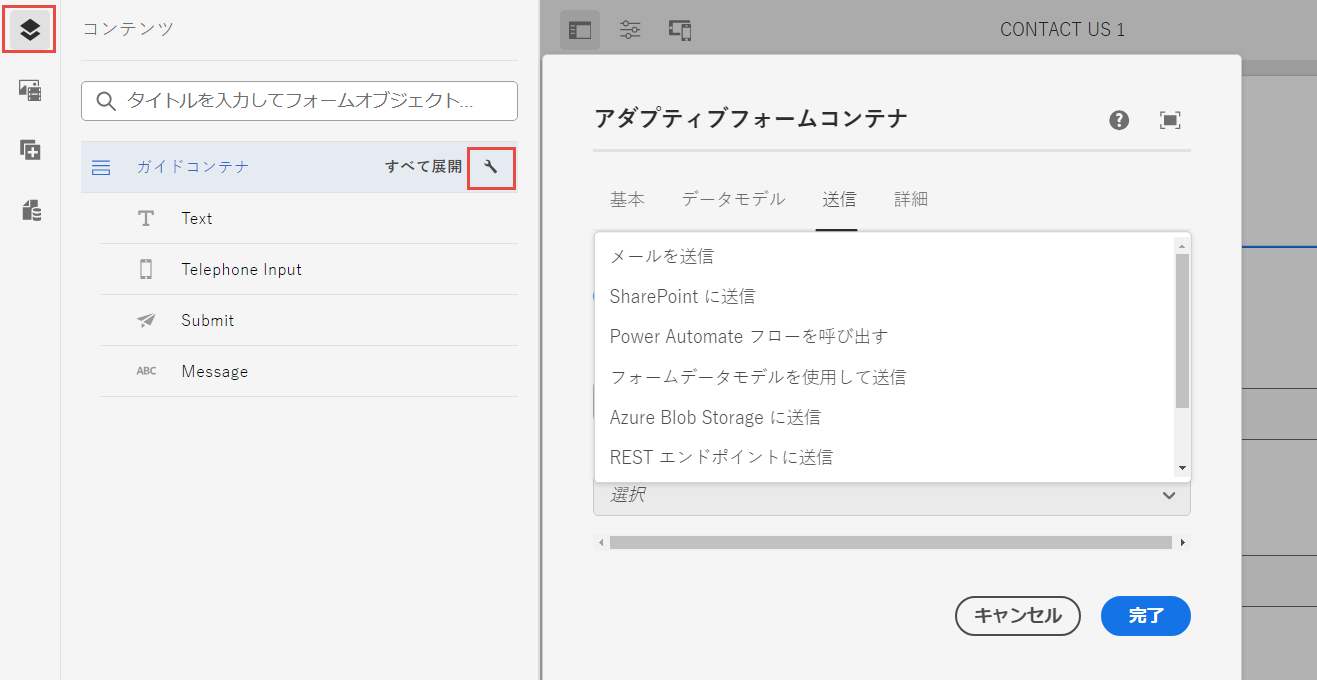 コンテンツ
タイトルを入力してフォームオブジェクト...
ガイドコンテナ すべて展開
Text
Telephone Input
Submit
ABC Message
CONTACT US 1
アダプティブフォームコンテナ
基本 データモデル 送信 詳細
メールを送信
SharePoint に送信
Power Automate フローを呼び出す
フォームデータモデルを使用して送信
Azure Blob Storage に送信
REST エンドポイントに送信
選択
キャンセル 完了